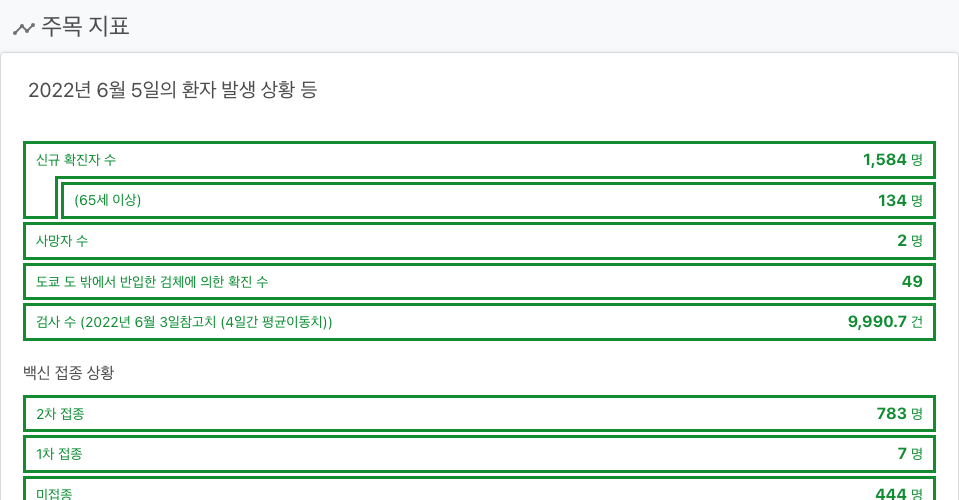 주목 지표
2022년 6월 5일의 환자 발생 상황 등
신규 확진자 수 1,584 명
(65세 이상) 134 명
사망자 수 2 명
도쿄 도 밖에서 반입한 검체에 의한 확진 수 49
검사 수 (2022년 6월 3일참고치 (4일간 평균이동치)) 9,990.7 건
백신 접종 상황
2차 접종 783 명
1차 접종 7 명
미접종 444 명